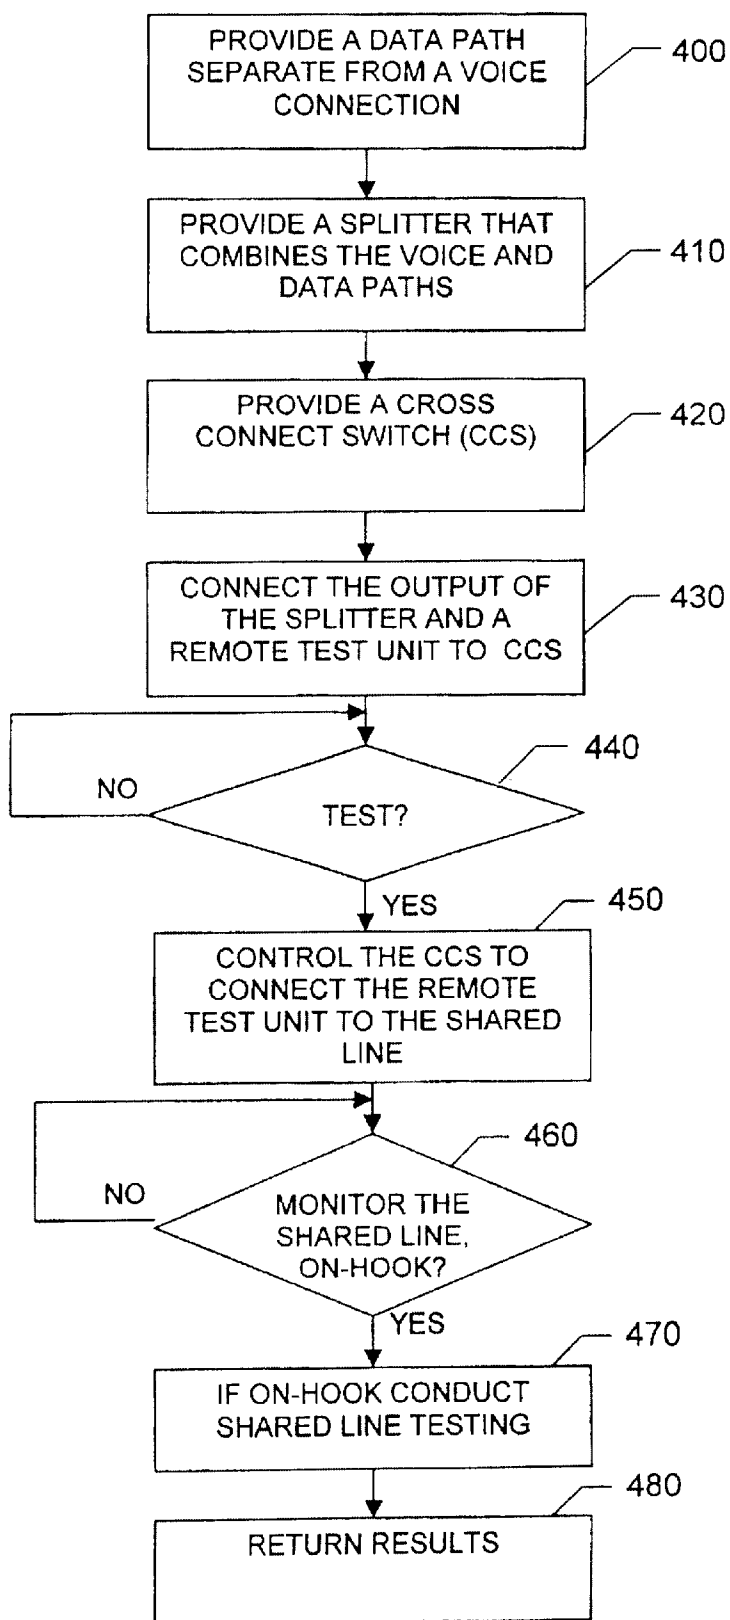 PROVIDE A DATA PATH
SEPARATE FROM A VOICE
CONNECTION
400
PROVIDE A SPLITTER THAT
COMBINES THE VOICE AND
DATA PATHS
410
PROVIDE A CROSS
CONNECT SWITCH (CCS)
420
CONNECT THE OUTPUT OF
THE SPLITTER AND A
REMOTE TEST UNIT TO CCS
430
440
NO
TEST?
YES
450
CONTROL THE CCS TO
CONNECT THE REMOTE
TEST UNIT TO THE SHARED
LINE
460
NO
MONITOR THE
SHARED LINE,
ON-HOOK?
YES
470
IF ON-HOOK CONDUCT
SHARED LINE TESTING
480
RETURN RESULTS